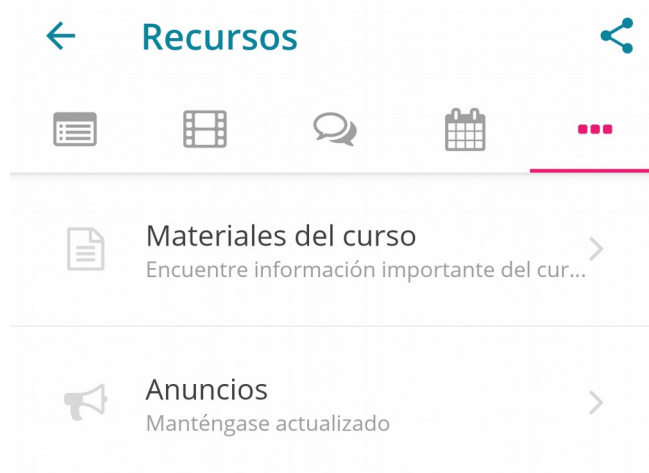 Recursos
Materiales del curso
Encuentre información importante del cur...
Anuncios
Manténgase actualizado